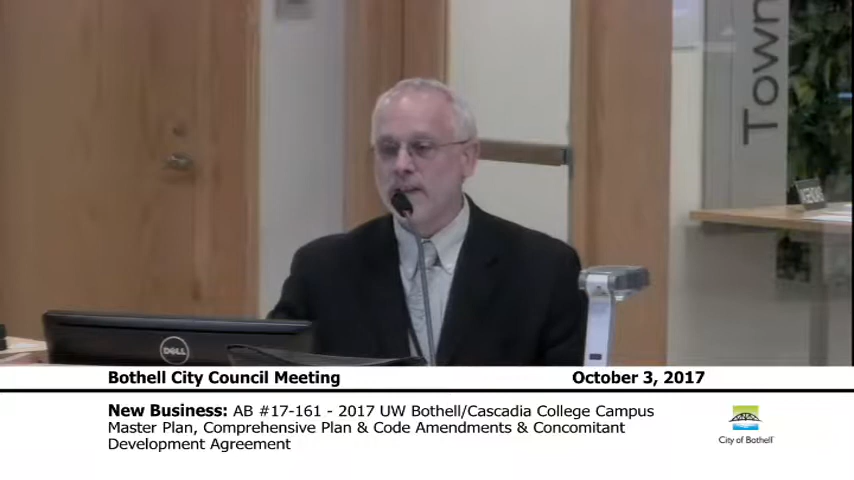 Town
AGENDAS
DELL
Bothell City Council Meeting October 3, 2017
New Business: AB #17-161 - 2017 UW Bothell/Cascadia College Campus
Master Plan, Comprehensive Plan & Code Amendments & Concomitant
Development Agreement
City of Bothell